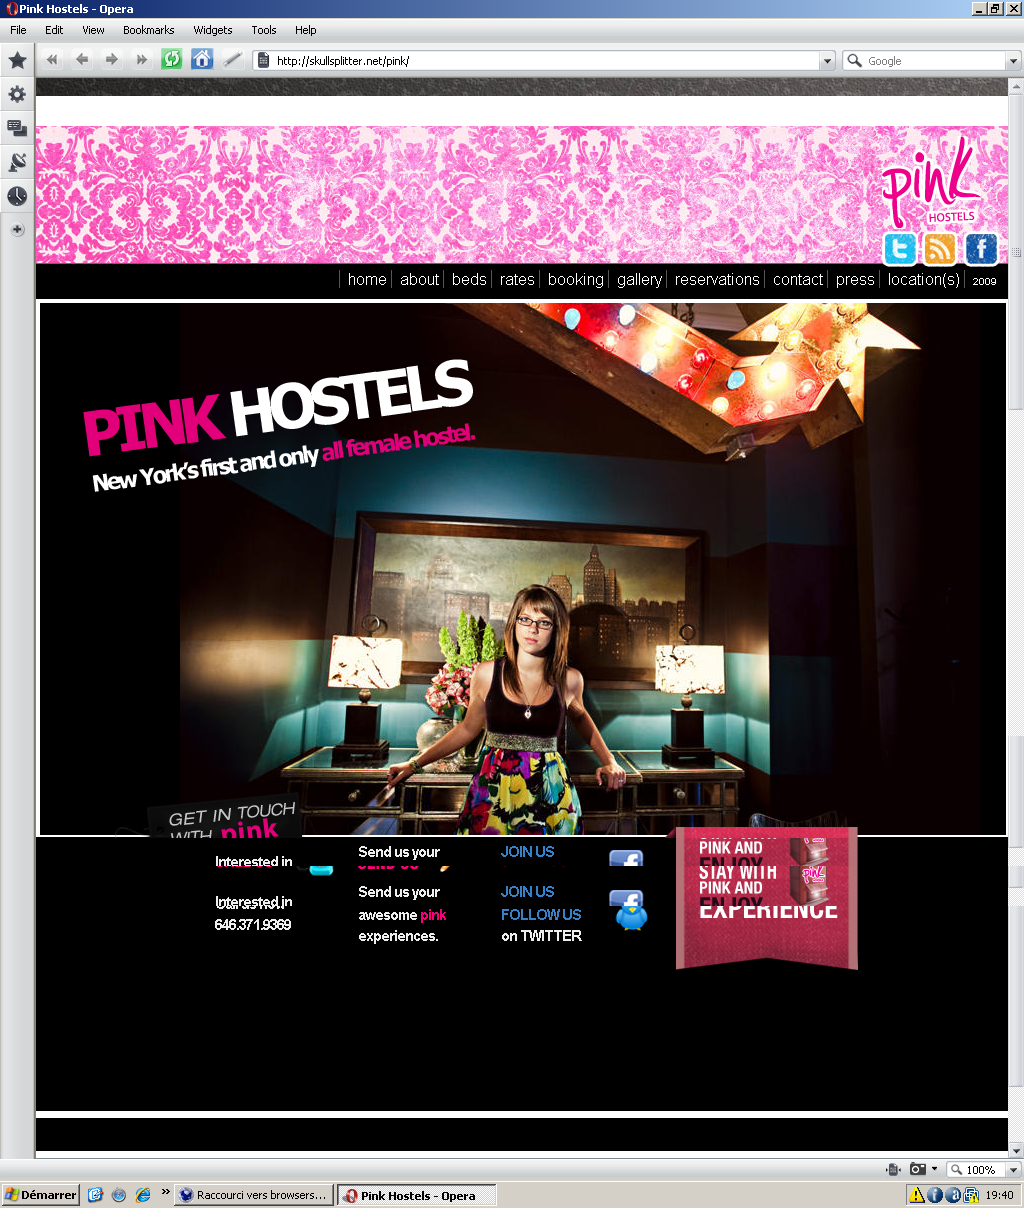 Pink Hostels - Opera
File Edit View Bookmarks Widgets Tools Help
http://skullsplitter.net/pink/
Google
pink
HOSTELS
home about beds rates booking gallery reservations contact press location(s) 2009
PINK HOSTELS
New York's first and only all female hostel.
GET IN TOUCH
WITH pink
Interested in
Interested in
646.371.9369
Send us your
Send us your
awesome pink
experiences.
JOIN US
JOIN US
FOLLOW US
on TWITTER
PINK AND
ENJOY
STAY WITH
PINK AND
ENJOY
EXPERIENCE
100%
Démarrer
Raccourci vers browsers...
Pink Hostels - Opera
19:40